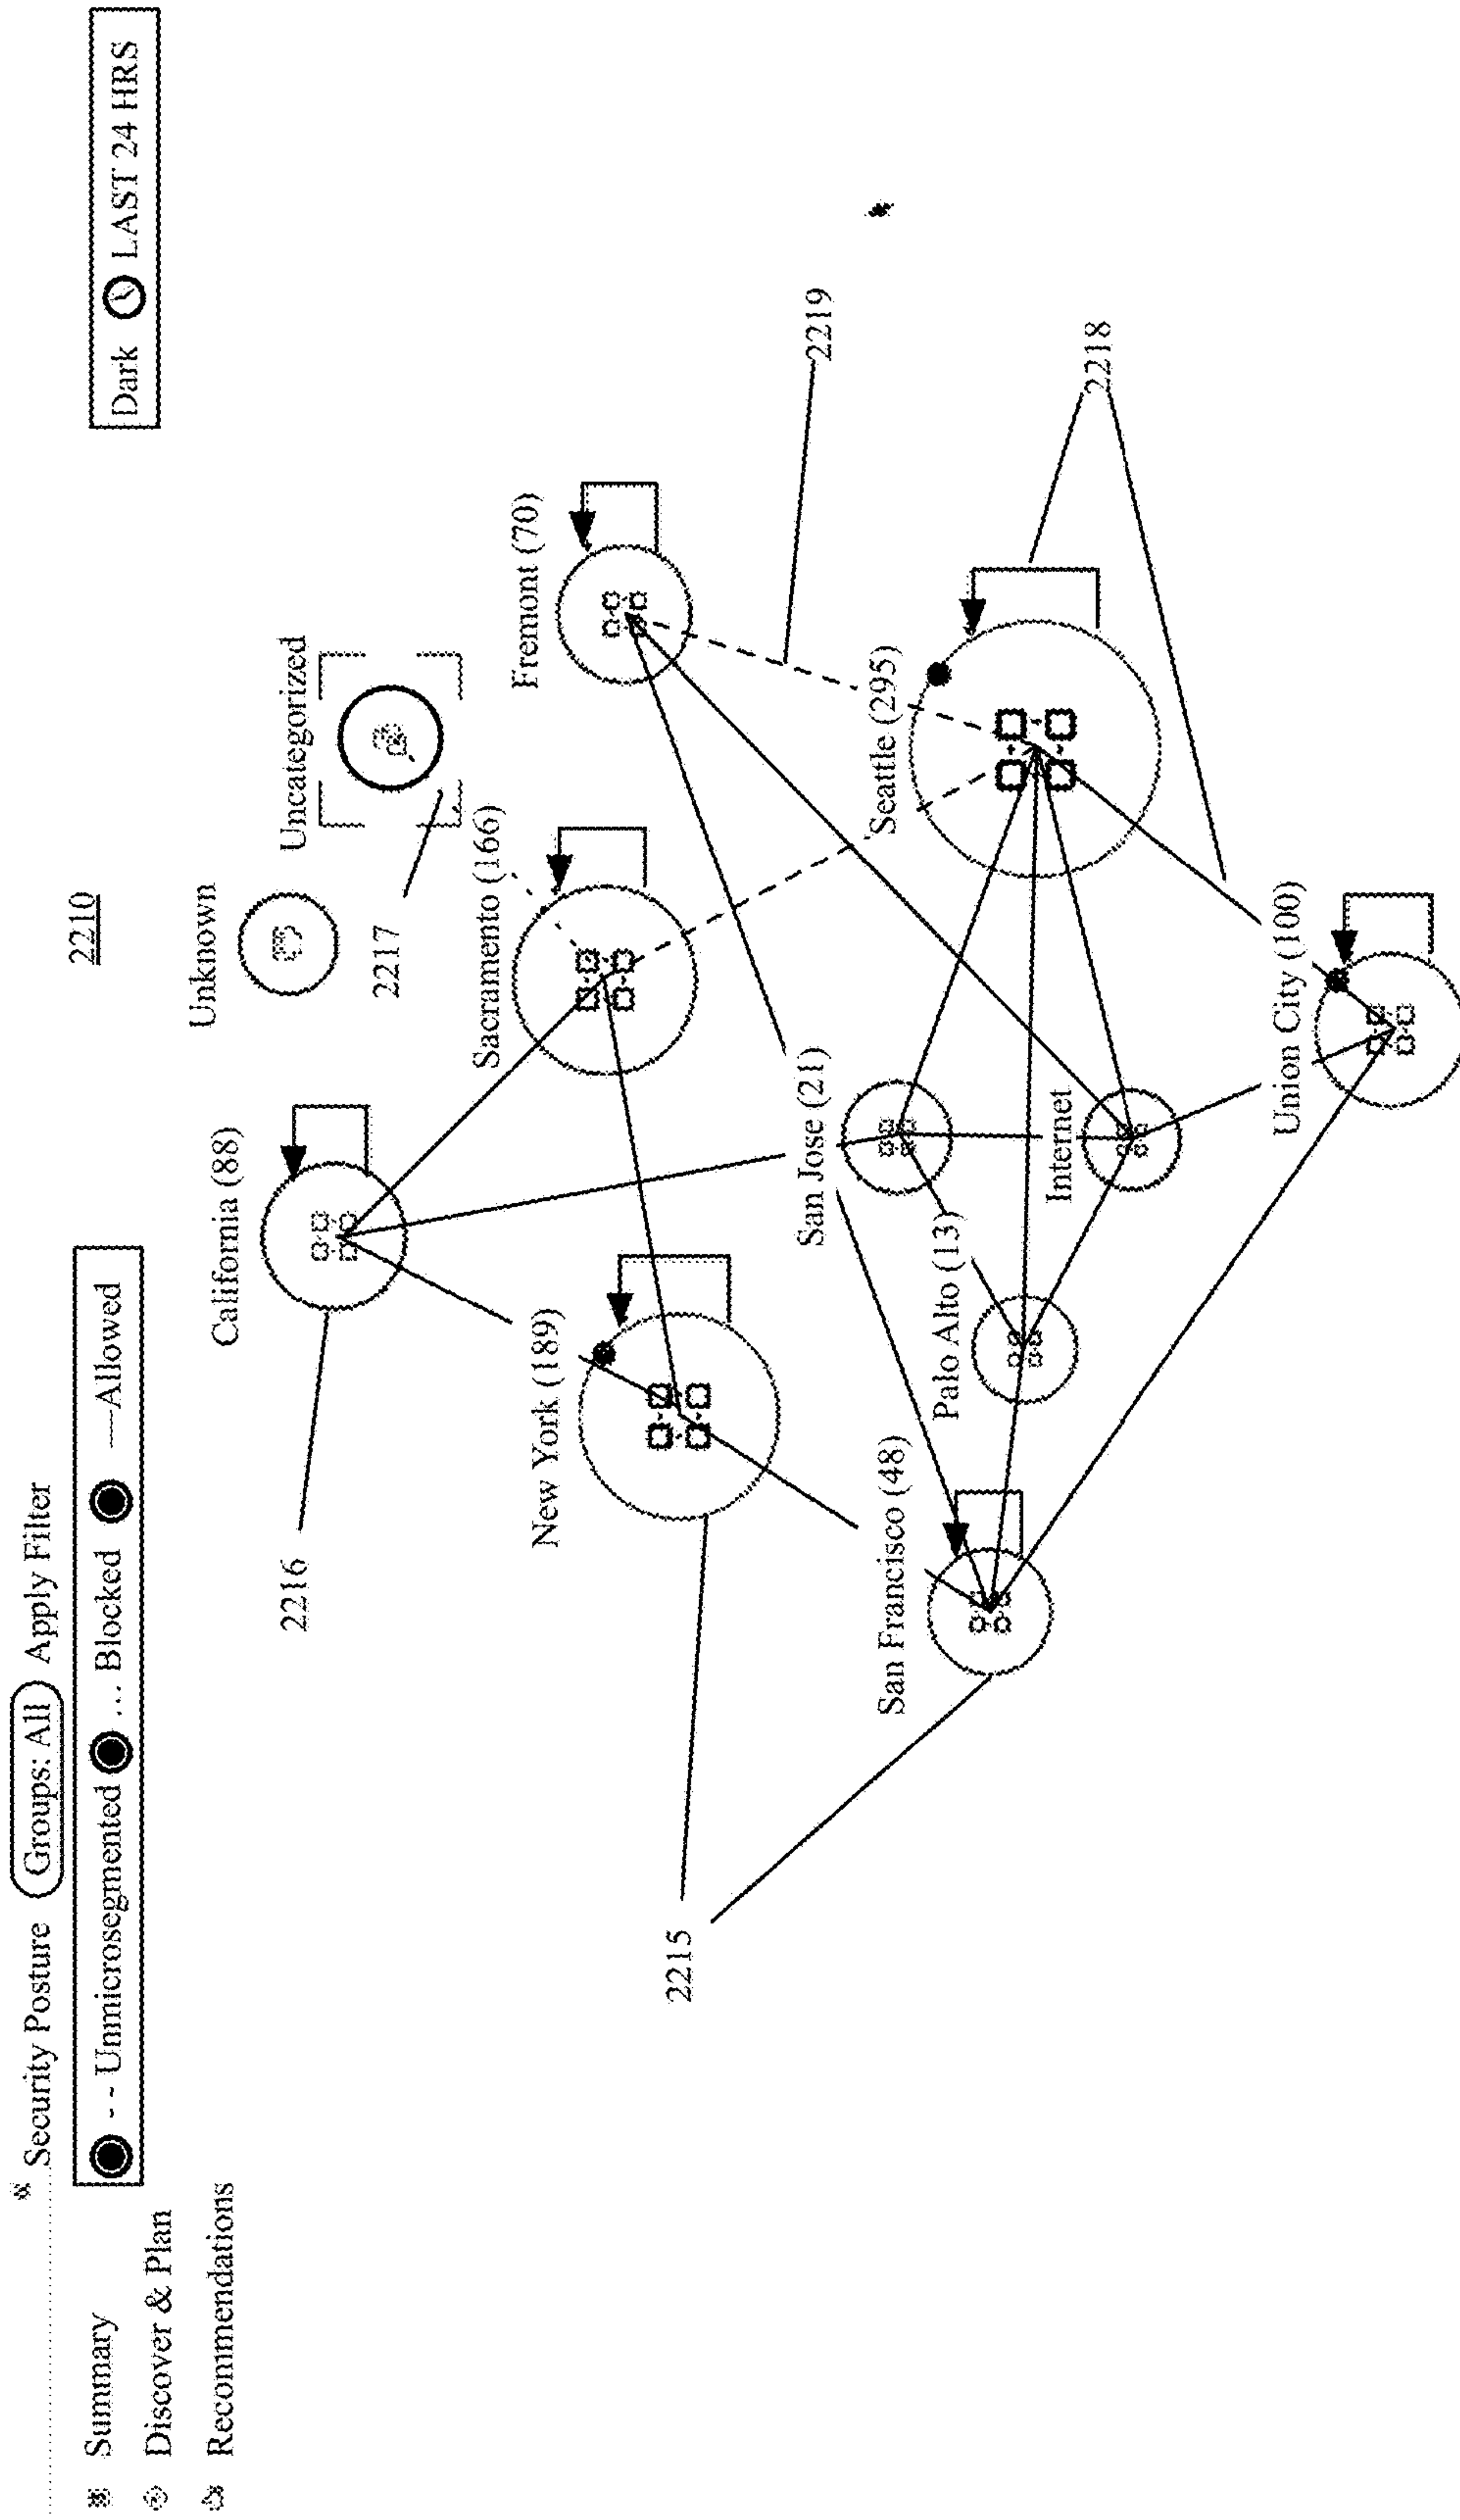 Security Posture Groups: All Apply Filter
- - Unmicrosegmented ... Blocked —Allowed
Dark LAST 24 HRS
Summary
Discover & Plan
Recommendations
2210
Unknown
Uncategorized
California (88)
2217
2216
Sacramento (166)
Fremont (70)
New York (189)
2219
2215
San Jose (21)
Seattle (295)
San Francisco (48)
Palo Alto (13)
Internet
2218
Union City (100)